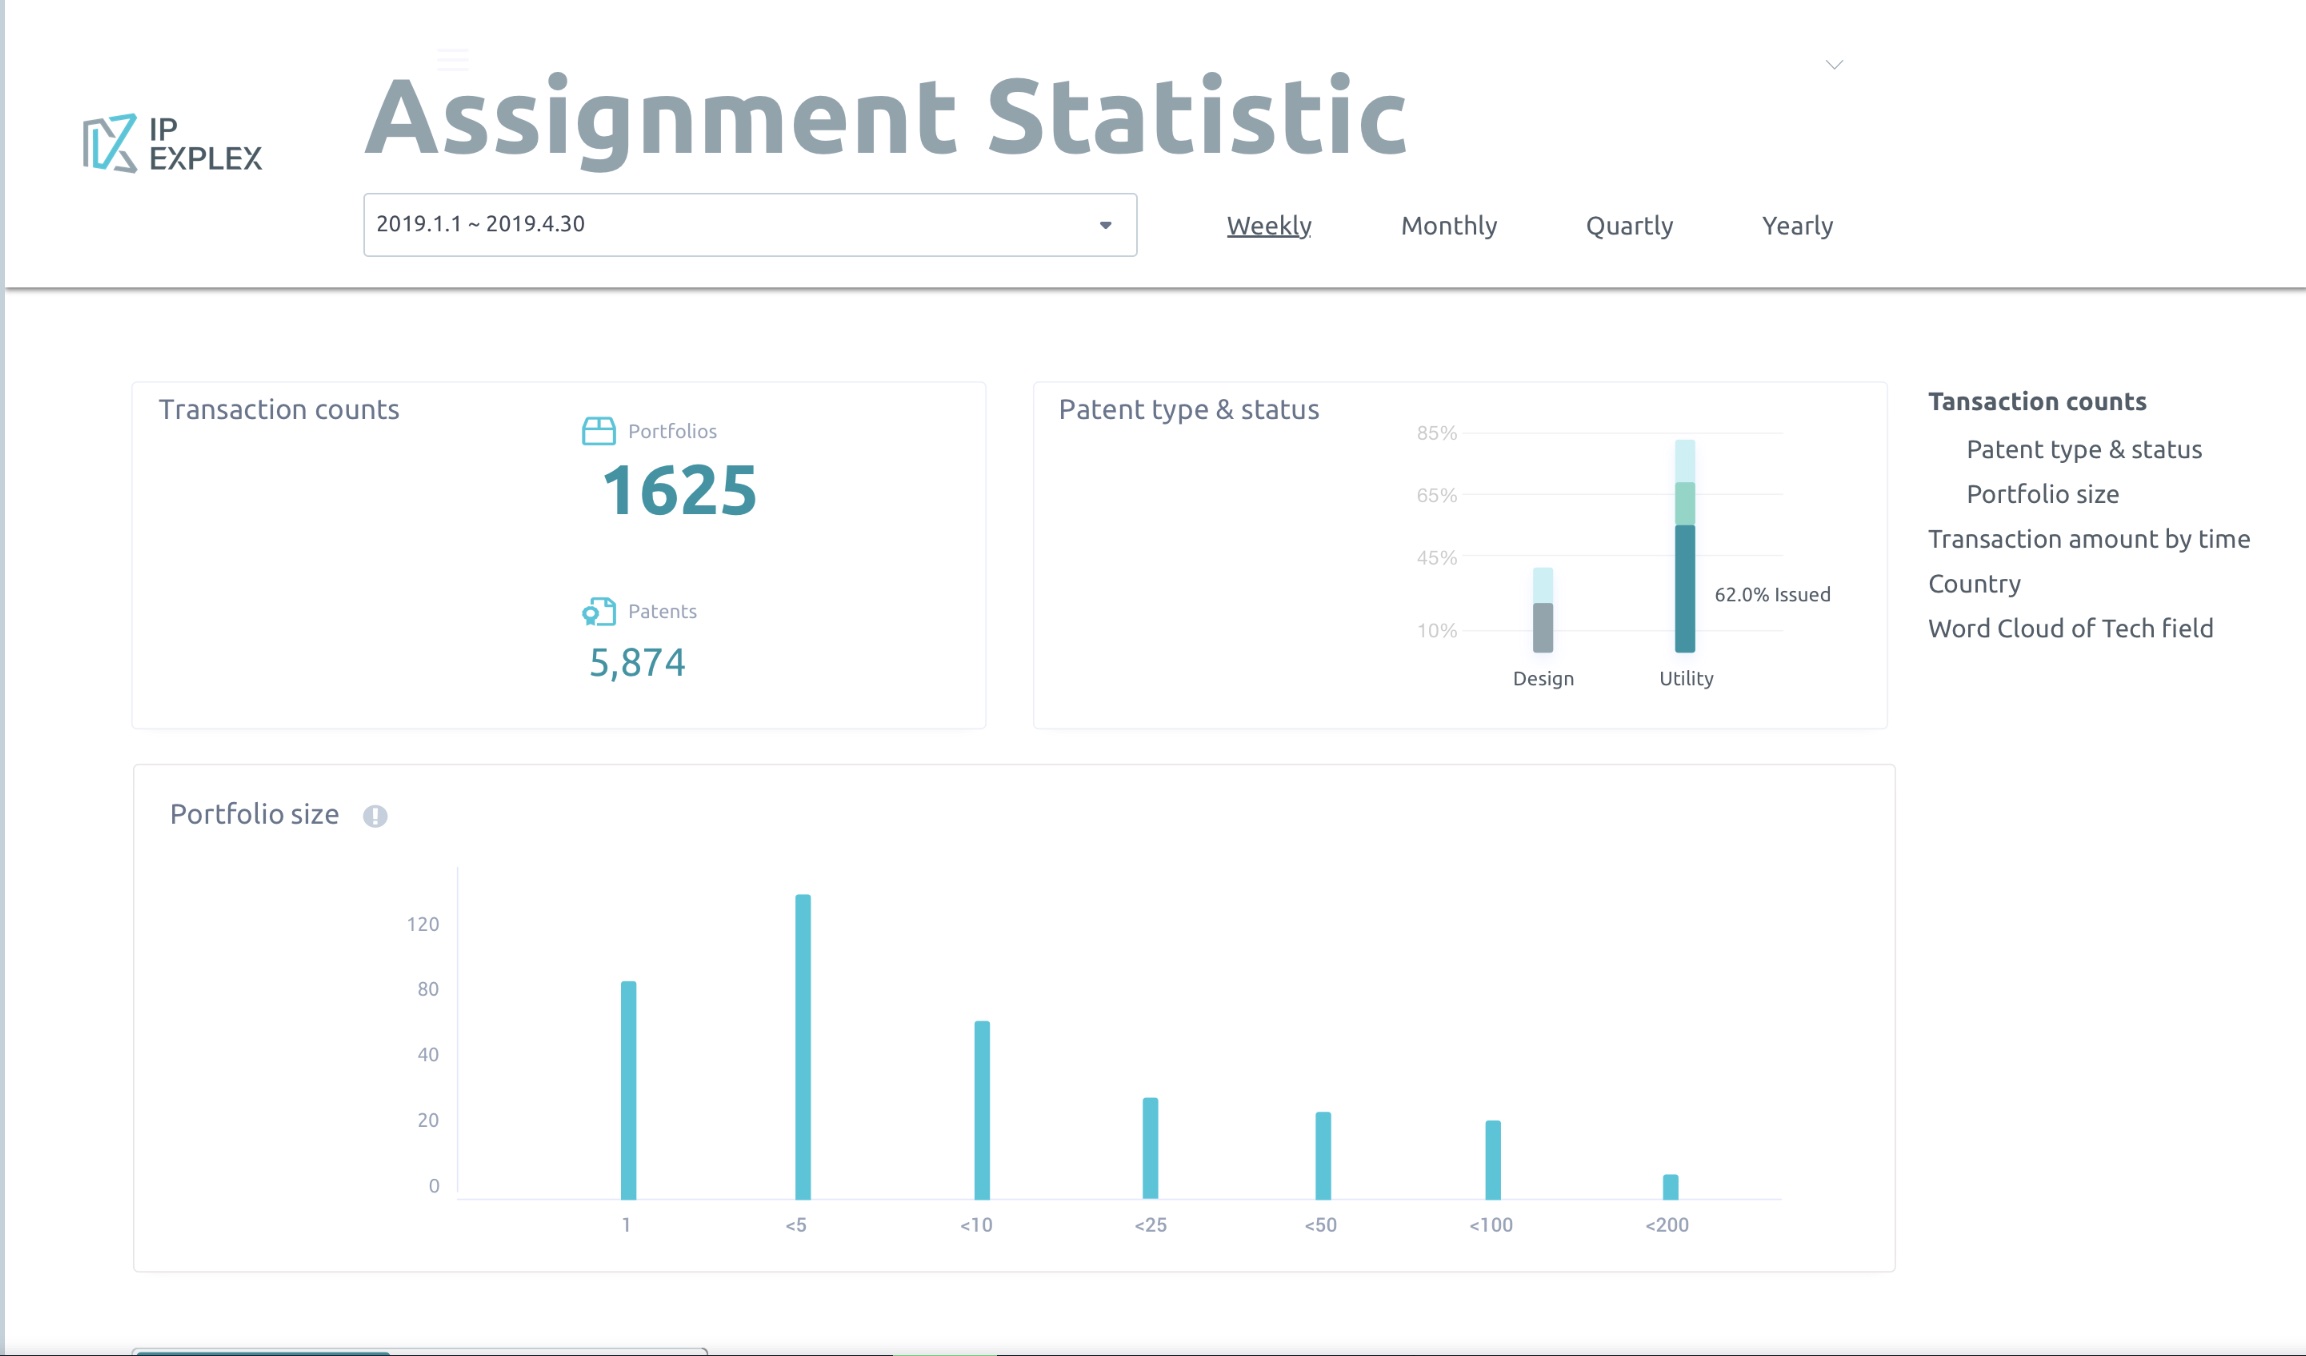 Assignment Statistic
IP
EXPLEX
2019.1.1 ~ 2019.4.30
Weekly
Monthly
Quartly
Yearly
Transaction counts
Portfolios
1625
Patents
5,874
Patent type & status
85%
65%
45%
10%
62.0% Issued
Design
Utility
Tansaction counts
Patent type & status
Portfolio size
Transaction amount by time
Country
Word Cloud of Tech field
Portfolio size
120
80
40
20
0
1
<5
<10
<25
<50
<100
<200